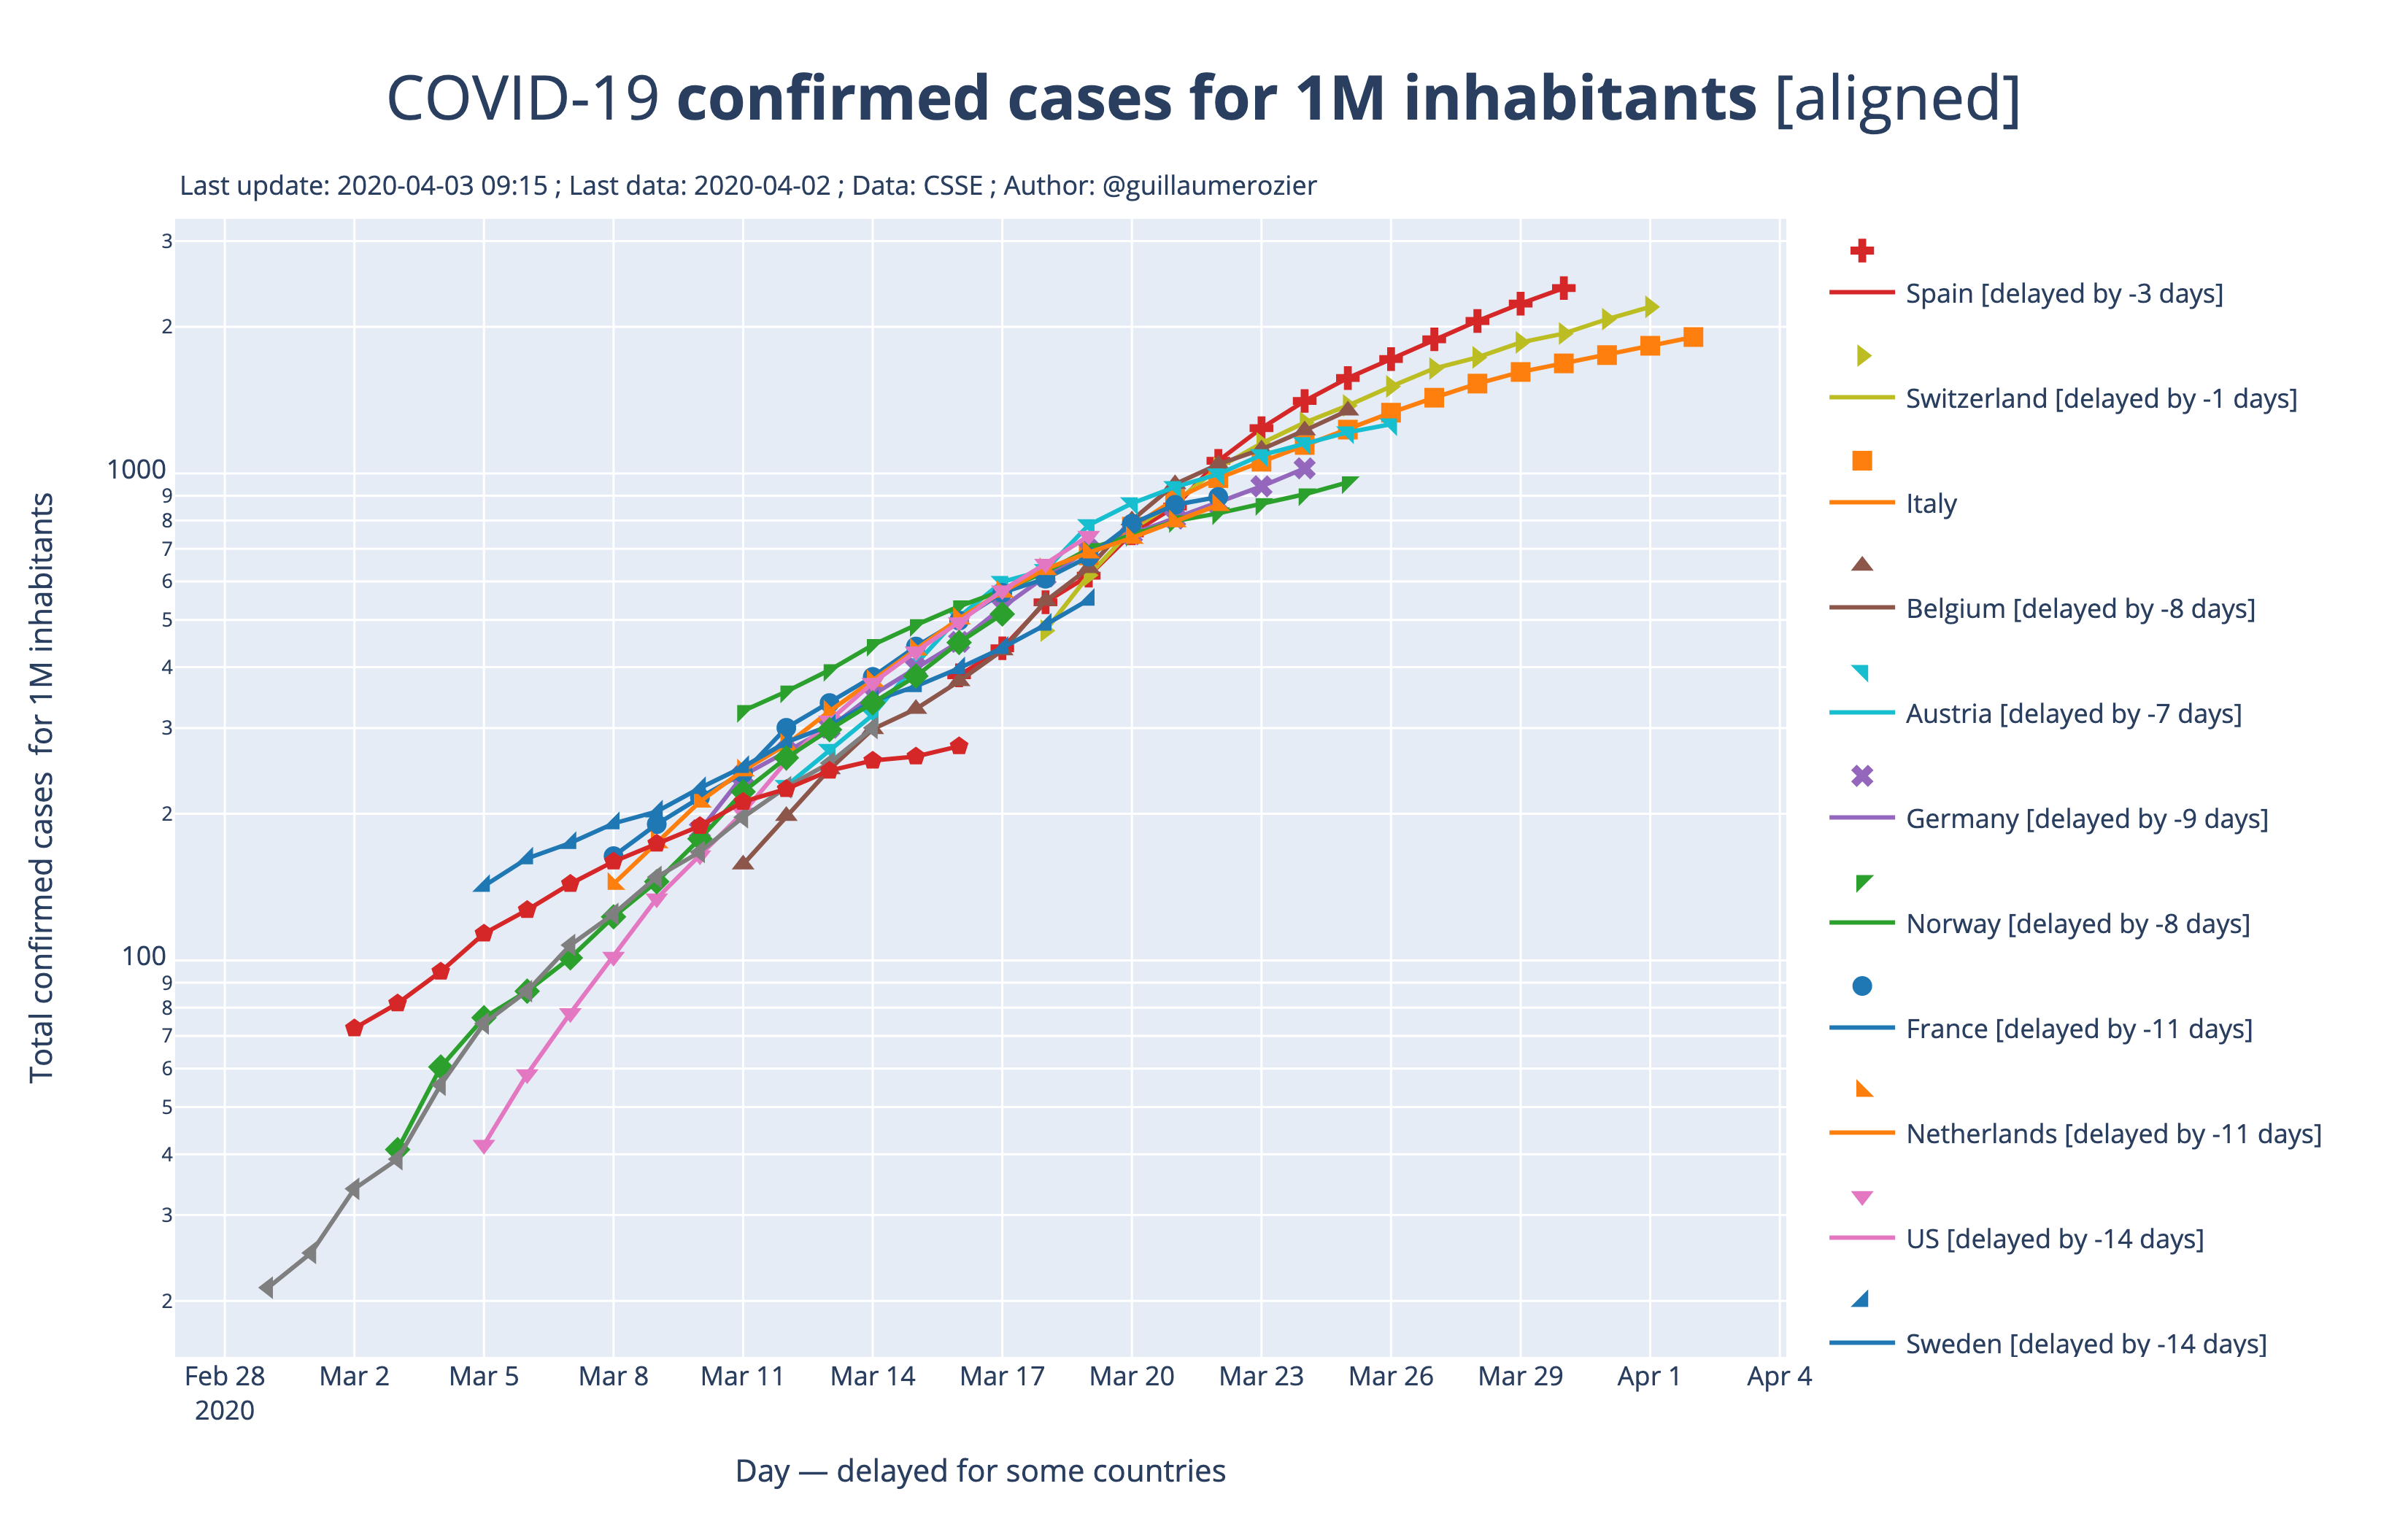 COVID-19 confirmed cases for 1M inhabitants [aligned]
Last update: 2020-04-03 09:15 ; Last data: 2020-04-02 ; Data: CSSE ; Author: @guillaumerozier
Total confirmed cases for 1M inhabitants
3
2
1000
9
8
7
6
5
4
3
2
100
9
8
7
6
5
4
3
2
Feb 28
2020
Mar 2
Mar 5
Mar 8
Mar 11
Mar 14
Mar 17
Mar 20
Mar 23
Mar 26
Mar 29
Apr 1
Apr 4
Day — delayed for some countries
Spain [delayed by -3 days]
Switzerland [delayed by -1 days]
Italy
Belgium [delayed by -8 days]
Austria [delayed by -7 days]
Germany [delayed by -9 days]
Norway [delayed by -8 days]
France [delayed by -11 days]
Netherlands [delayed by -11 days]
US [delayed by -14 days]
Sweden [delayed by -14 days]